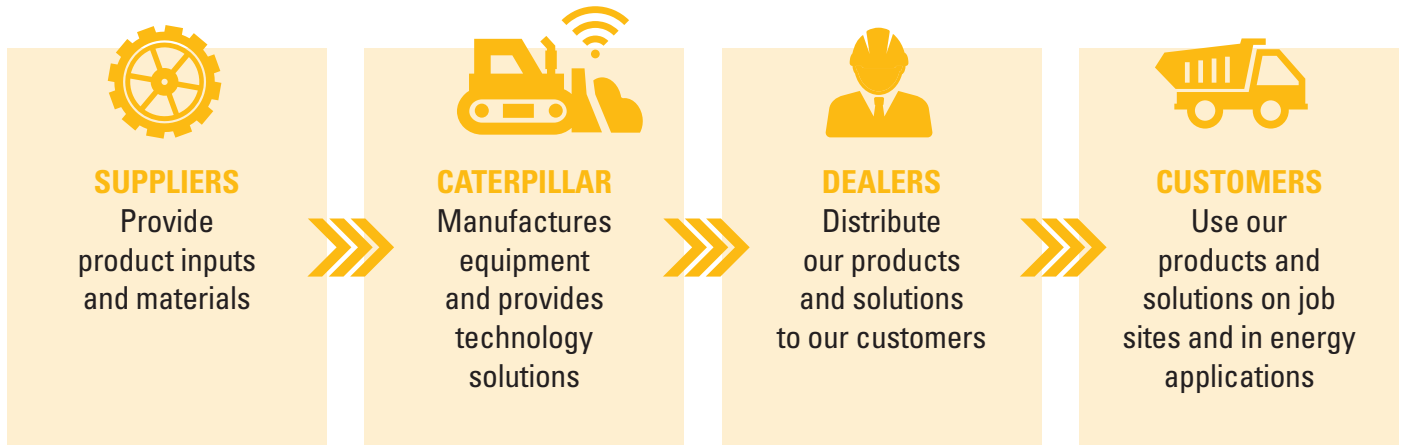 SUPPLIERS
Provide
product inputs
and materials
CATERPILLAR
Manufactures
equipment
and provides
technology
solutions
DEALERS
Distribute
our products
and solutions
to our customers
CUSTOMERS
Use our
products and
solutions on job
sites and in energy
applications